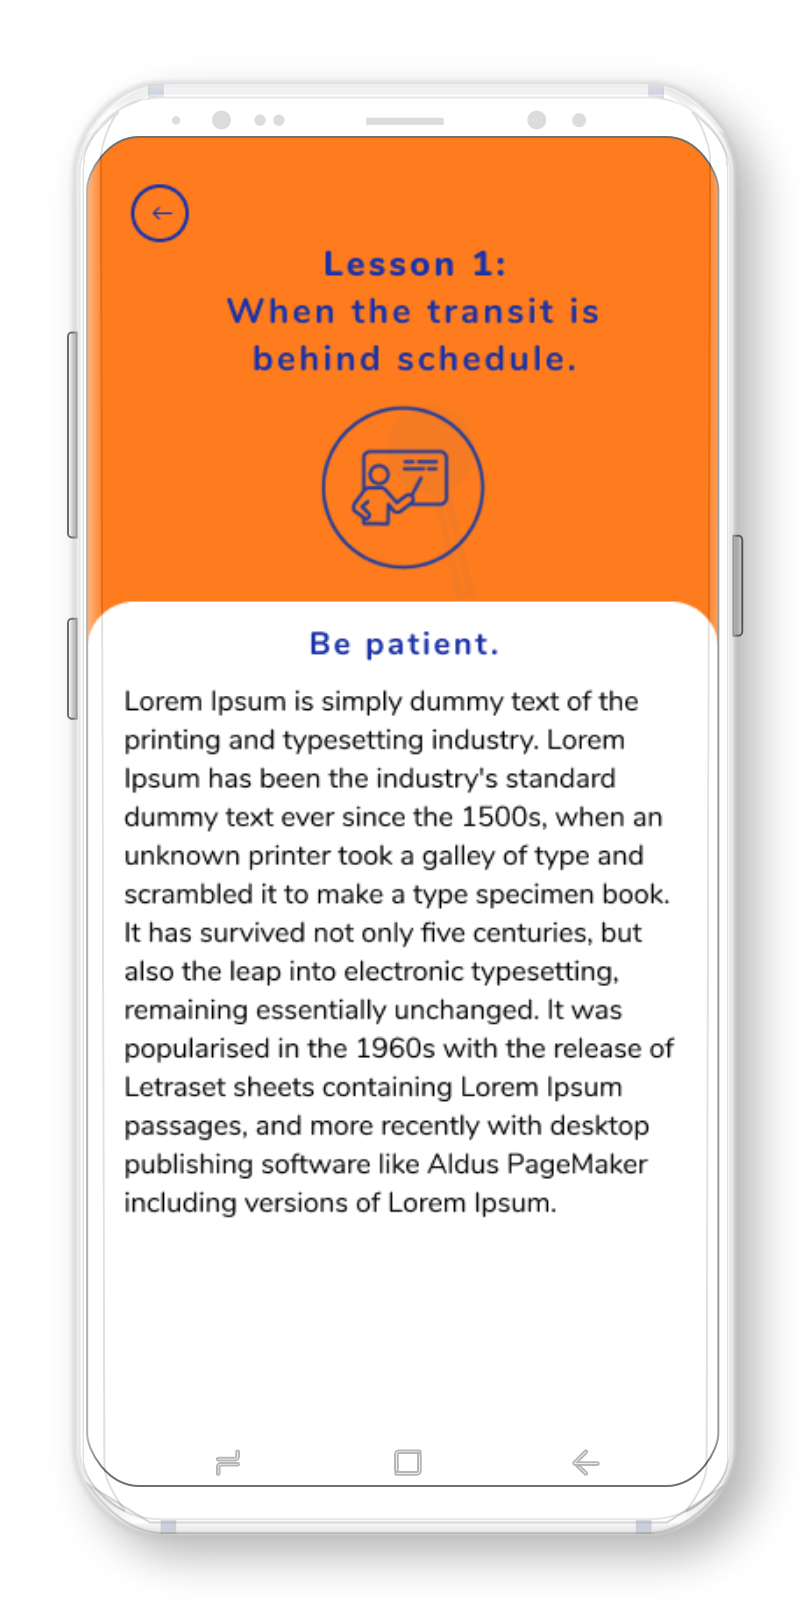 Lesson 1:
When the transit is
behind schedule.
Be patient.
Lorem Ipsum is simply dummy text of the
printing and typesetting industry. Lorem
Ipsum has been the industry's standard
dummy text ever since the 1500s, when an
unknown printer took a galley of type and
scrambled it to make a type specimen book.
It has survived not only five centuries, but
also the leap into electronic typesetting,
remaining essentially unchanged. It was
popularised in the 1960s with the release of
Letraset sheets containing Lorem Ipsum
passages, and more recently with desktop
publishing software like Aldus PageMaker
including versions of Lorem Ipsum.